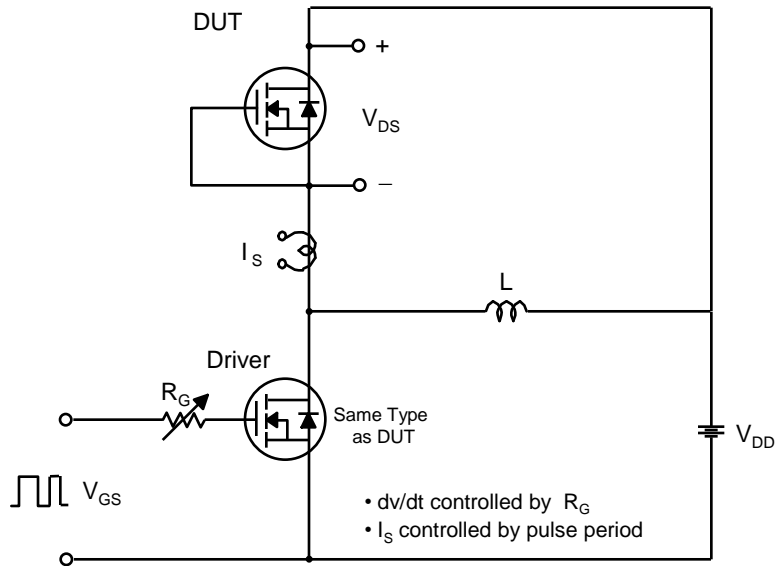 DUT
+
V_DS
−
I_S
L
Driver
R_G
Same Type
as DUT
V_DD
V_GS
• dv/dt controlled by R_G
• I_S controlled by pulse period